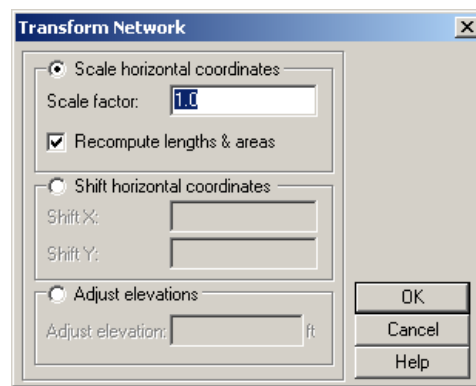 Transform Network
Scale horizontal coordinates
Scale factor: 1.0
Recompute lengths & areas
Shift horizontal coordinates
Shift X:
Shift Y:
Adjust elevations
Adjust elevation: ft
OK
Cancel
Help